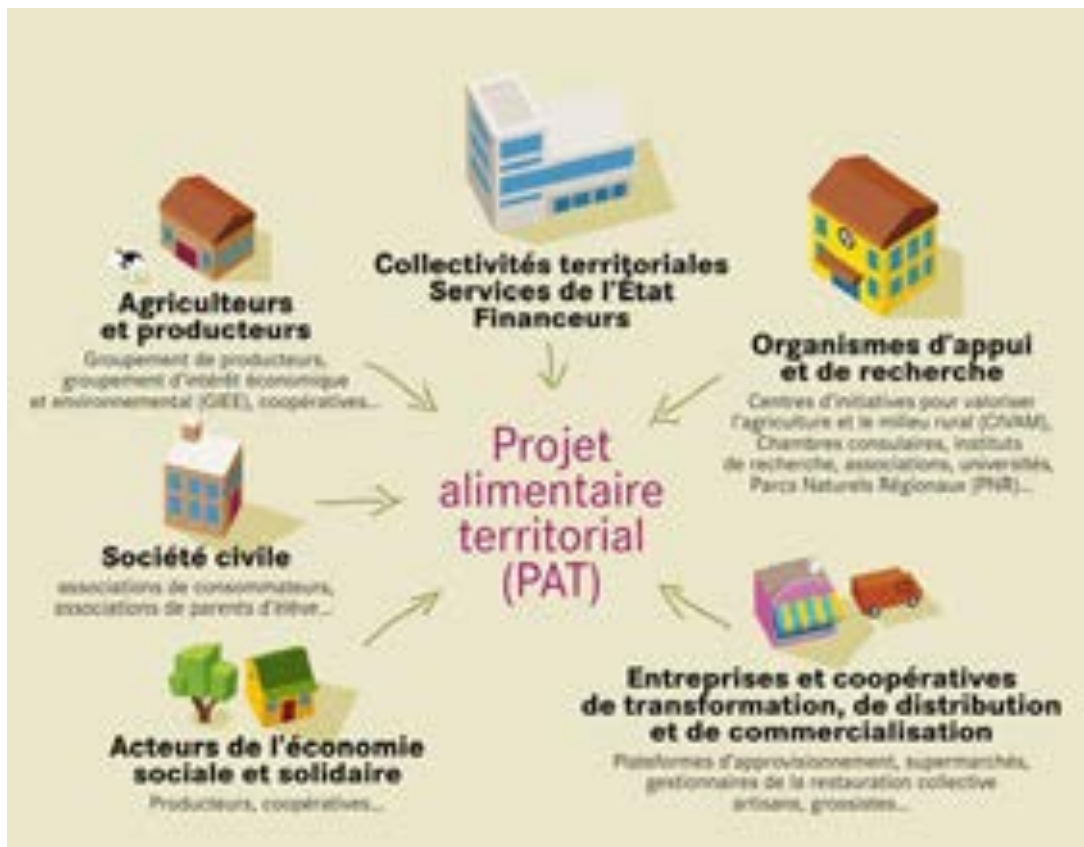 Collectivités territoriales
Services de l'État
Financeurs
Agriculteurs
et producteurs
Groupement de producteurs,
groupement d'intérêt économique
et environnemental (GIEE), coopératives...
Organismes d'appui
et de recherche
Centres d'initiatives pour valoriser
l'agriculture et le milieu rural (CIVAM),
Chambres consulaires, instituts
de recherche, associations, universités,
Parcs Naturels Régionaux (PNR)...
Projet
alimentaire
territorial
(PAT)
Société civile
associations de consommateurs,
associations de parents d'élève...
Acteurs de l'économie
sociale et solidaire
Producteurs, coopératives...
Entreprises et coopératives
de transformation, de distribution
et de commercialisation
Plateformes d'approvisionnement, supermarchés,
gestionnaires de la restauration collective
artisans, grossistes...